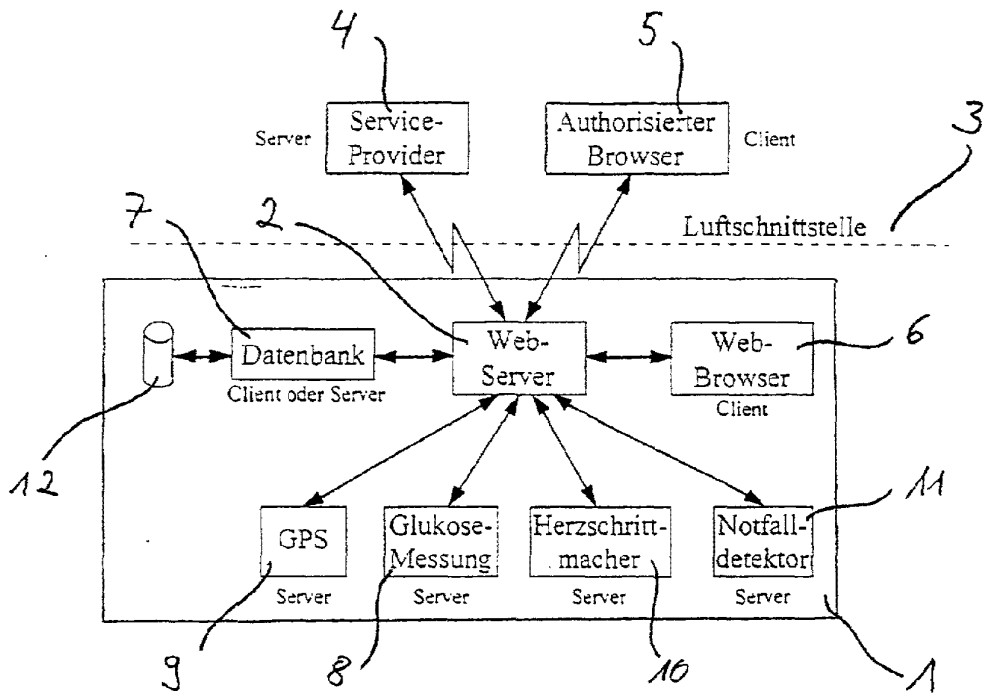 4
5
3
Server
Service-
Provider
Authorisierter
Browser
Client
7
2
Luftschnittstelle
6
Datenbank
Client oder Server
Web-
Server
Web-
Browser
Client
12
11
GPS
Server
Glukose-
Messung
Server
Herzschritt-
macher
Server
Notfall-
detektor
Server
9
8
10
1